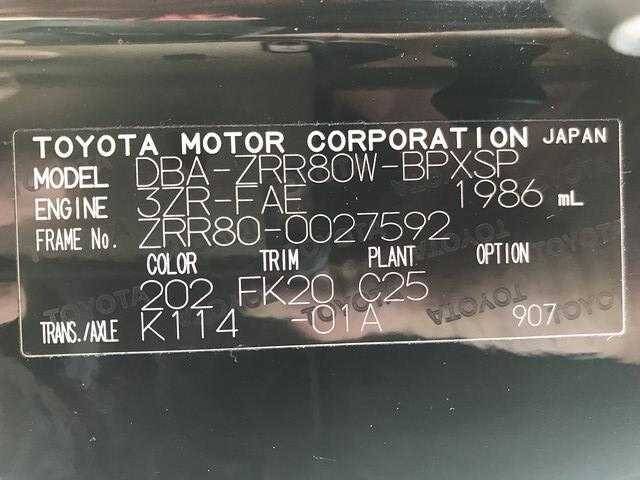 TOYOTA MOTOR CORPORATION JAPAN
MODEL DBA-ZRR80W-BPXSP
ENGINE 3ZR-FAE 1986 mL
FRAME No. ZRR80-0027592
COLOR TRIM PLANT OPTION
202 FK20 C25
TRANS./AXLE K114 01A 907